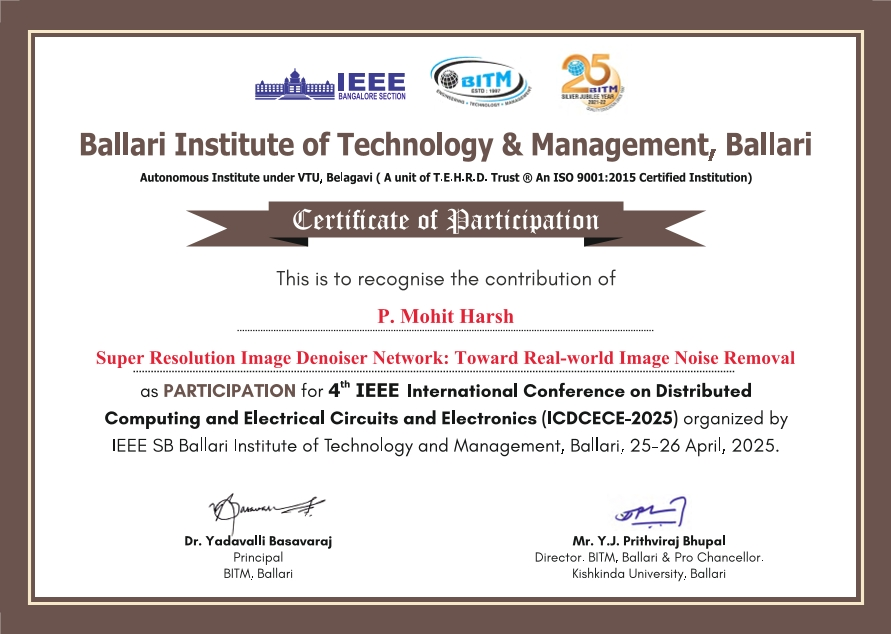 IEEE
BANGALORE SECTION
BITM
ESTD : 1997
ENGINEERING • TECHNOLOGY • MANAGEMENT
25
BITM
SILVER JUBILEE YEAR
2021-22
Ballari Institute of Technology & Management, Ballari
Autonomous Institute under VTU, Belagavi ( A unit of T.E.H.R.D. Trust ® An ISO 9001:2015 Certified Institution)
Certificate of Participation
This is to recognise the contribution of
P. Mohit Harsh
Super Resolution Image Denoiser Network: Toward Real-world Image Noise Removal
as PARTICIPATION for 4th IEEE International Conference on Distributed
Computing and Electrical Circuits and Electronics (ICDCECE-2025) organized by
IEEE SB Ballari Institute of Technology and Management, Ballari, 25-26 April, 2025.
Dr. Yadavalli Basavaraj
Principal
BITM, Ballari
Mr. Y.J. Prithviraj Bhupal
Director. BITM, Ballari & Pro Chancellor.
Kishkinda University, Ballari